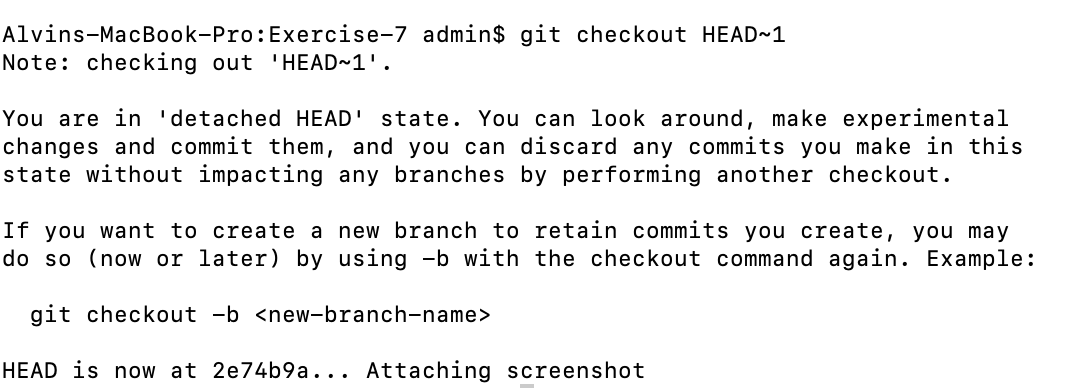 Alvins-MacBook-Pro:Exercise-7 admin$ git checkout HEAD~1
Note: checking out 'HEAD~1'.
You are in 'detached HEAD' state. You can look around, make experimental
changes and commit them, and you can discard any commits you make in this
state without impacting any branches by performing another checkout.
If you want to create a new branch to retain commits you create, you may
do so (now or later) by using -b with the checkout command again. Example:
git checkout -b <new-branch-name>
HEAD is now at 2e74b9a... Attaching screenshot